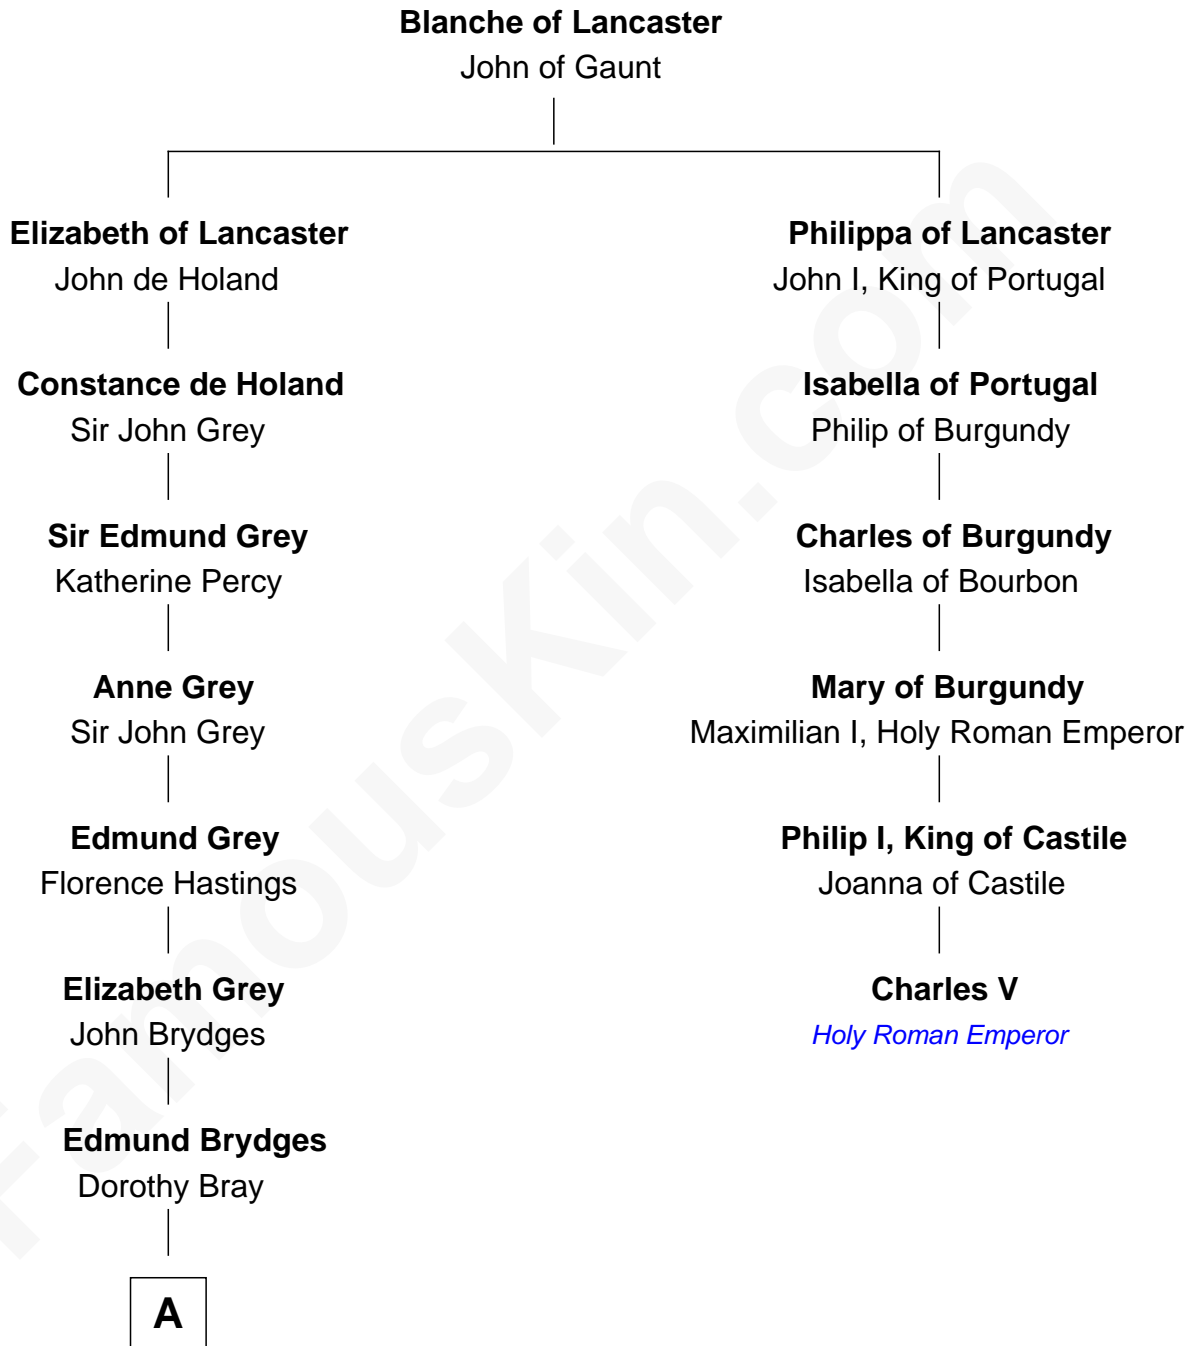 Blanche of Lancaster
John of Gaunt
Elizabeth of Lancaster
John de Holand
Philippa of Lancaster
John I, King of Portugal
Constance de Holand
Sir John Grey
Isabella of Portugal
Philip of Burgundy
Sir Edmund Grey
Katherine Percy
Charles of Burgundy
Isabella of Bourbon
Anne Grey
Sir John Grey
Mary of Burgundy
Maximilian I, Holy Roman Emperor
Edmund Grey
Florence Hastings
Philip I, King of Castile
Joanna of Castile
Elizabeth Grey
John Brydges
Charles V
Holy Roman Emperor
Edmund Brydges
Dorothy Bray
A
FamousKin.com